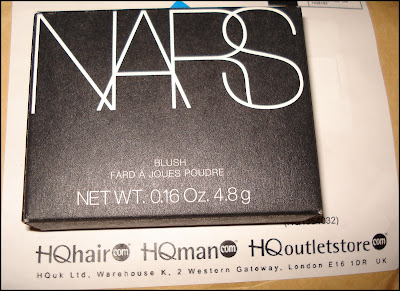 NARS
BLUSH
FARD À JOUES POUDRE
NET WT. 0.16 Oz. 4.8 g
HQhair.com HQman.com HQoutletstore.com
HQuk Ltd, Warehouse K, 2 Western Gateway, London E16 1DR UK